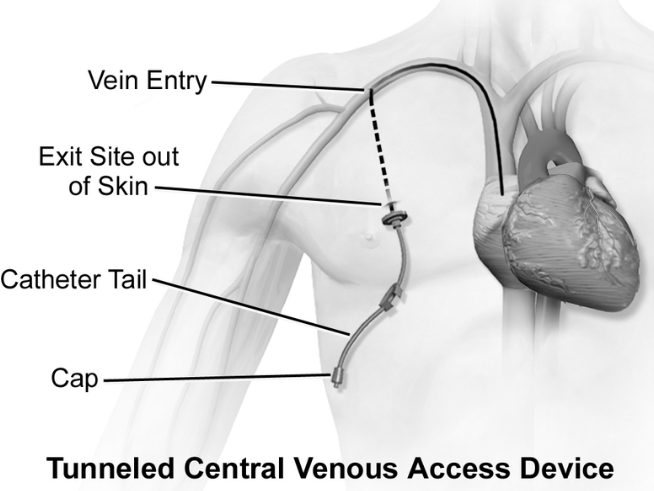 Vein Entry
Exit Site out
of Skin
Catheter Tail
Cap
Tunneled Central Venous Access Device